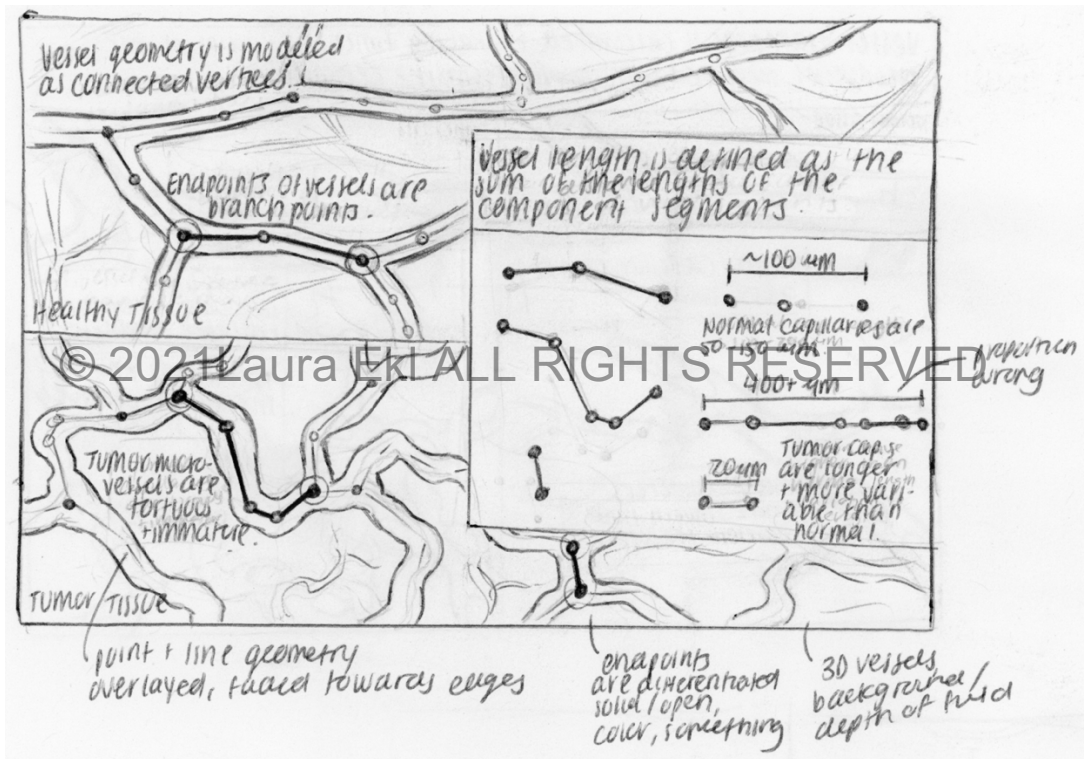 Vessel geometry is modeled
as connected vertices.
Endpoints of vessels are
branch points.
Healthy Tissue
Vessel length is defined as the
sum of the lengths of the
component segments.
~100 um
Normal capillaries are
50-150 um
400+ um
proportion
wrong
20um
Tumor caps
are longer
+ more vari-
able than
normal.
© 2021 Laura Ekl ALL RIGHTS RESERVED
Tumor micro-
vessels are
tortuous
+ immature.
Tumor Tissue
point + line geometry
overlayed, faded towards edges
endpoints
are differentiated
solid/open,
color, something
3D vessels,
background/
depth of field